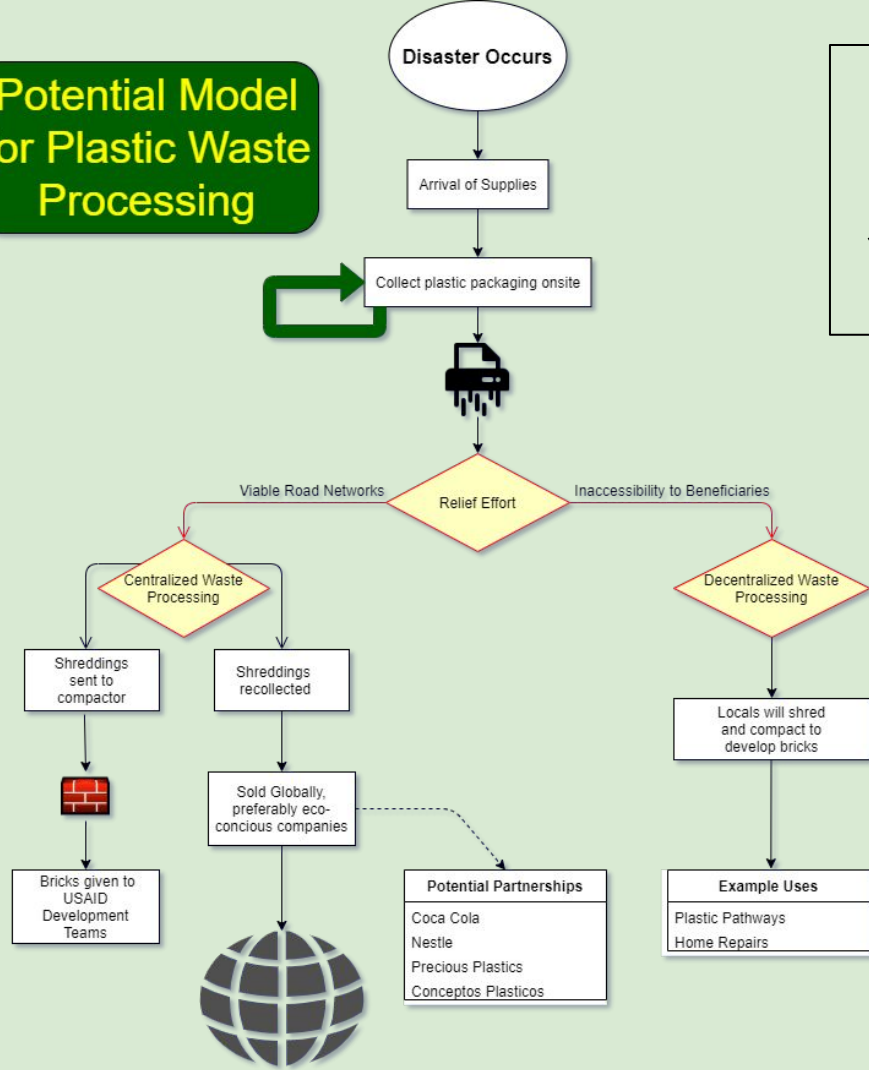 Potential Model
or Plastic Waste
Processing
Disaster Occurs
Arrival of Supplies
Collect plastic packaging onsite
Viable Road Networks
Relief Effort
Inaccessibility to Beneficiaries
Centralized Waste
Processing
Decentralized Waste
Processing
Shreddings
sent to
compactor
Shreddings
recollected
Locals will shred
and compact to
develop bricks
Sold Globally,
preferably eco-
concious companies
Bricks given to
USAID
Development
Teams
Potential Partnerships
Coca Cola
Nestle
Precious Plastics
Conceptos Plasticos
Example Uses
Plastic Pathways
Home Repairs